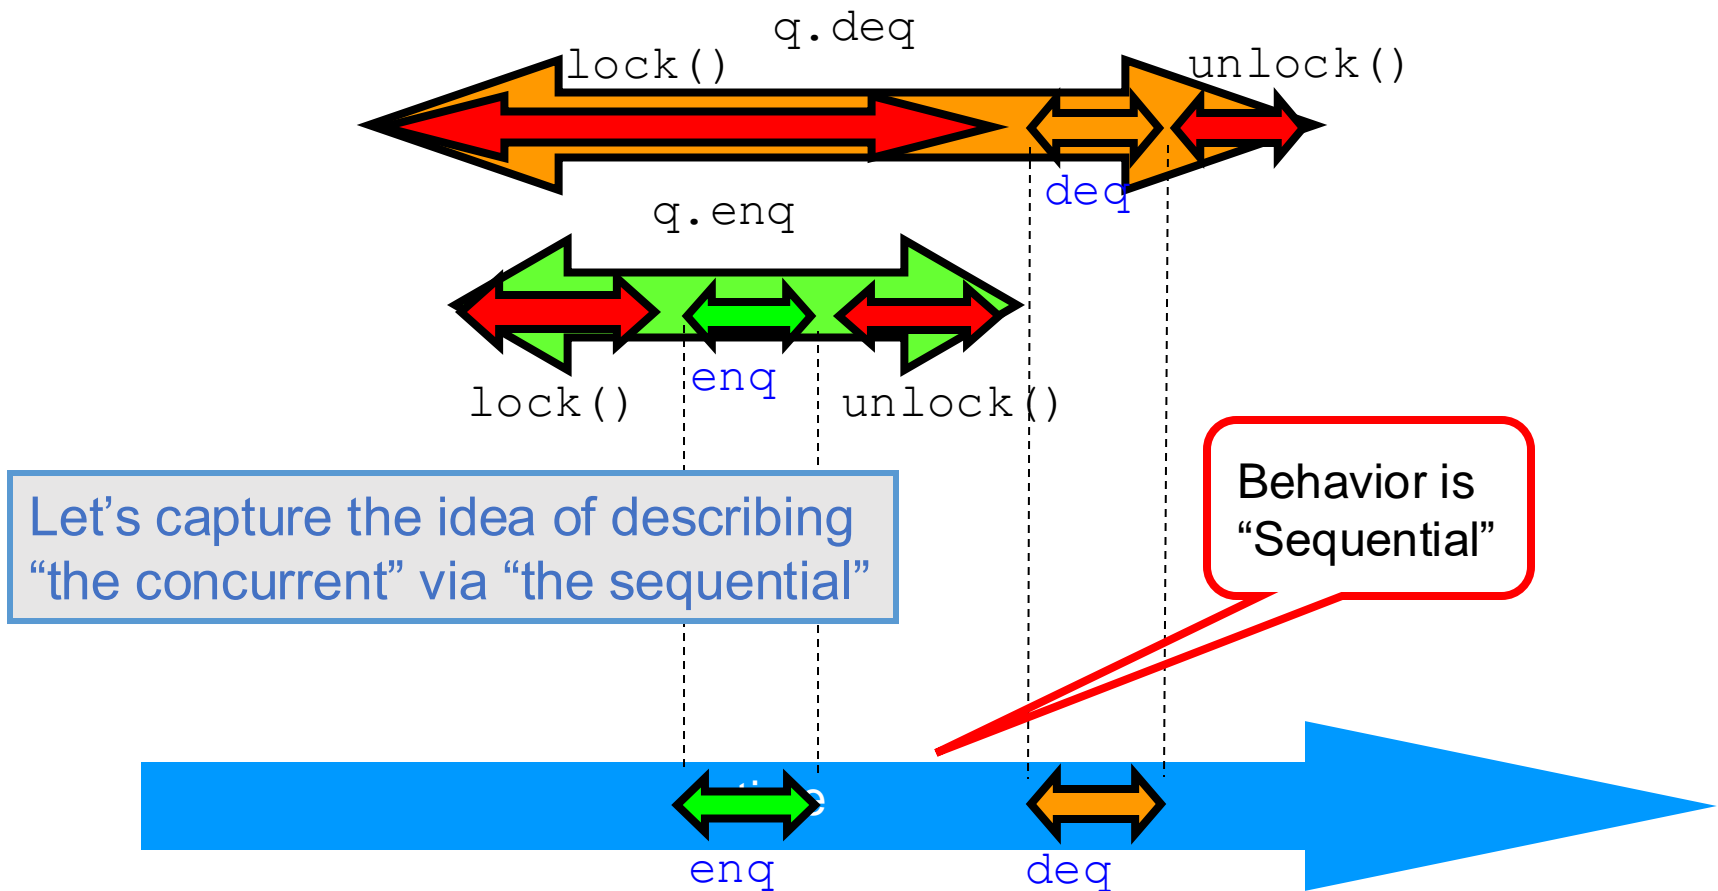 q.deq
lock()
unlock()
deq
q.enq
enq
lock()
unlock()
Let’s capture the idea of describing
“the concurrent” via “the sequential”
Behavior is
“Sequential”
enq
deq